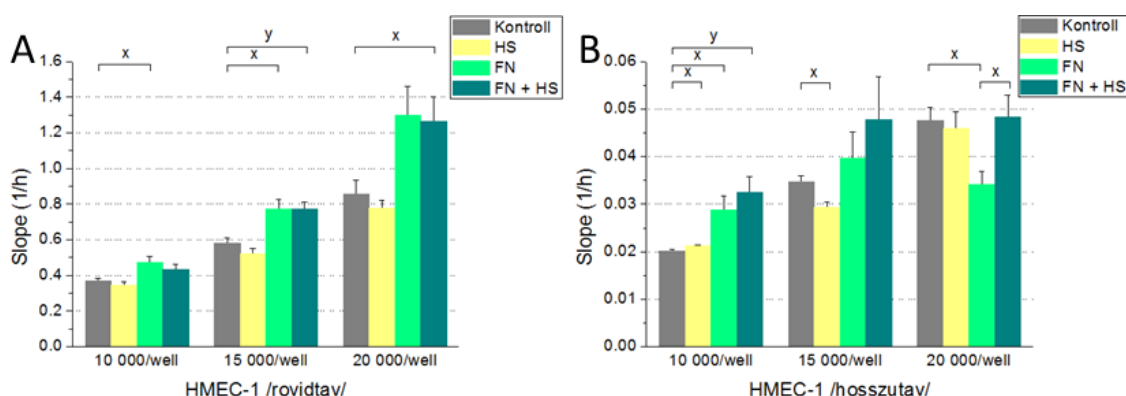 A
Kontroll
HS
FN
FN + HS
x
y
x
x
Slope (1/h)
1.6
1.4
1.2
1.0
0.8
0.6
0.4
0.2
0.0
10 000/well 15 000/well 20 000/well
HMEC-1 /rovidtav/
B
Kontroll
HS
FN
FN + HS
y
x
x
x
x
x
Slope (1/h)
0.06
0.05
0.04
0.03
0.02
0.01
0.00
10 000/well 15 000/well 20 000/well
HMEC-1 /hosszutav/